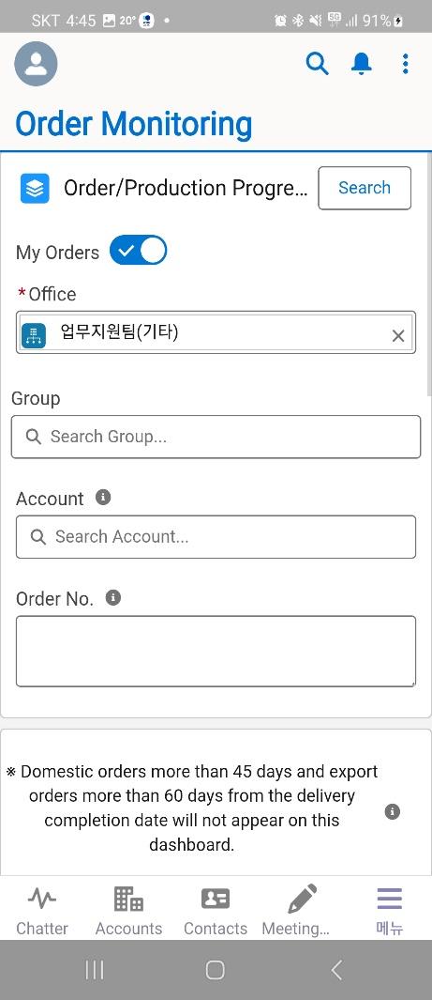 SKT 4:45 20° 91%
Order Monitoring
Order/Production Progre...
Search
My Orders
*Office
업무지원팀(기타)
Group
Search Group...
Account
Search Account...
Order No.
※ Domestic orders more than 45 days and export
orders more than 60 days from the delivery
completion date will not appear on this
dashboard.
Chatter Accounts Contacts Meeting... 메뉴